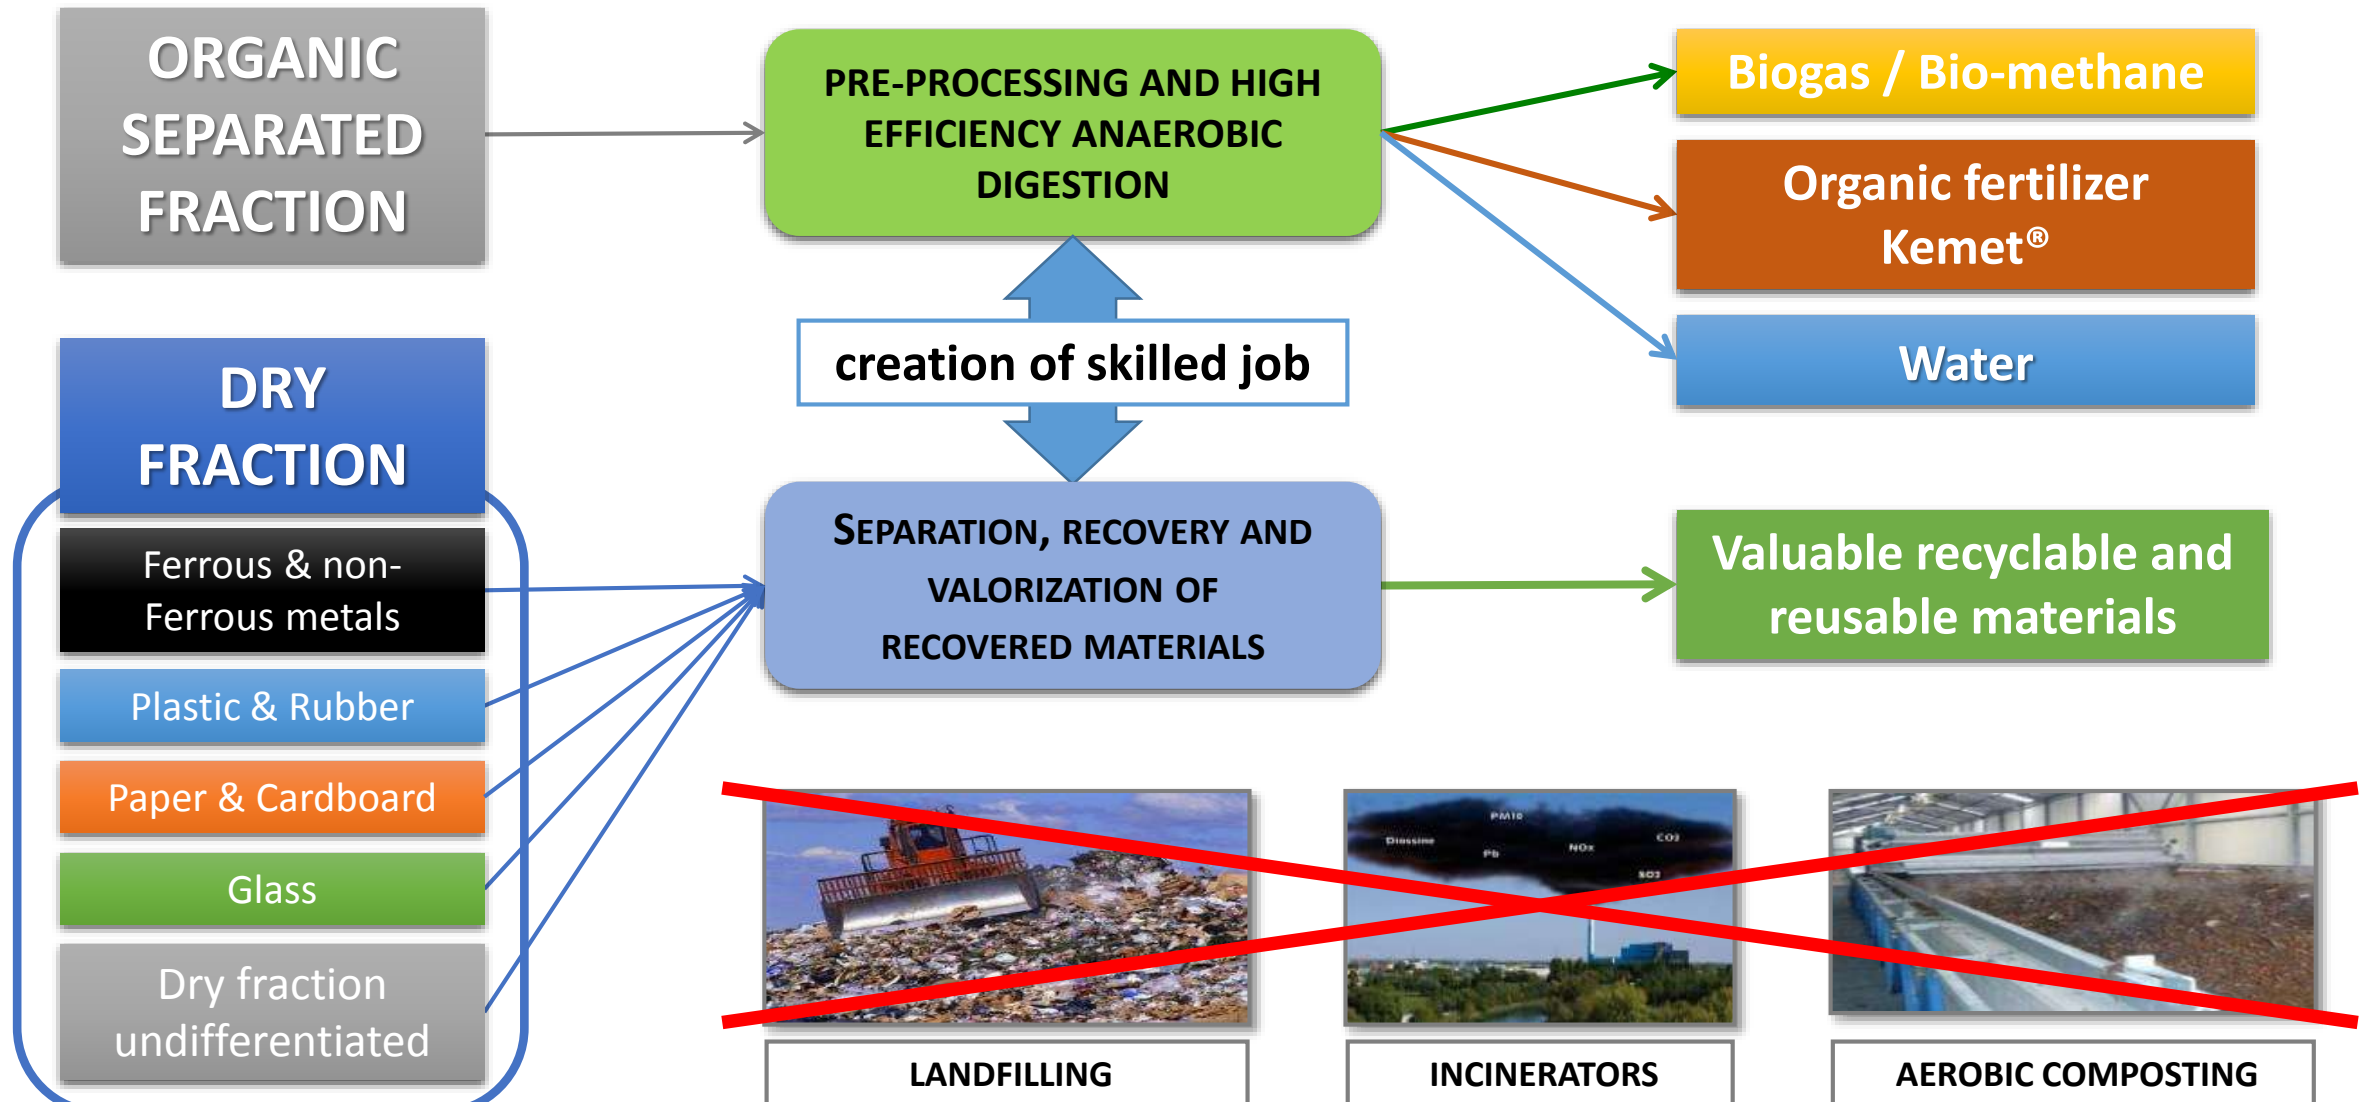 ORGANIC
SEPARATED
FRACTION
PRE-PROCESSING AND HIGH
EFFICIENCY ANAEROBIC
DIGESTION
Biogas / Bio-methane
Organic fertilizer
Kemet®
Water
creation of skilled job
DRY
FRACTION
Ferrous & non-
Ferrous metals
Plastic & Rubber
Paper & Cardboard
Glass
Dry fraction
undifferentiated
SEPARATION, RECOVERY AND
VALORIZATION OF
RECOVERED MATERIALS
Valuable recyclable and
reusable materials
PM10
Diossine
Pb
NOx
CO2
SO2
LANDFILLING
INCINERATORS
AEROBIC COMPOSTING